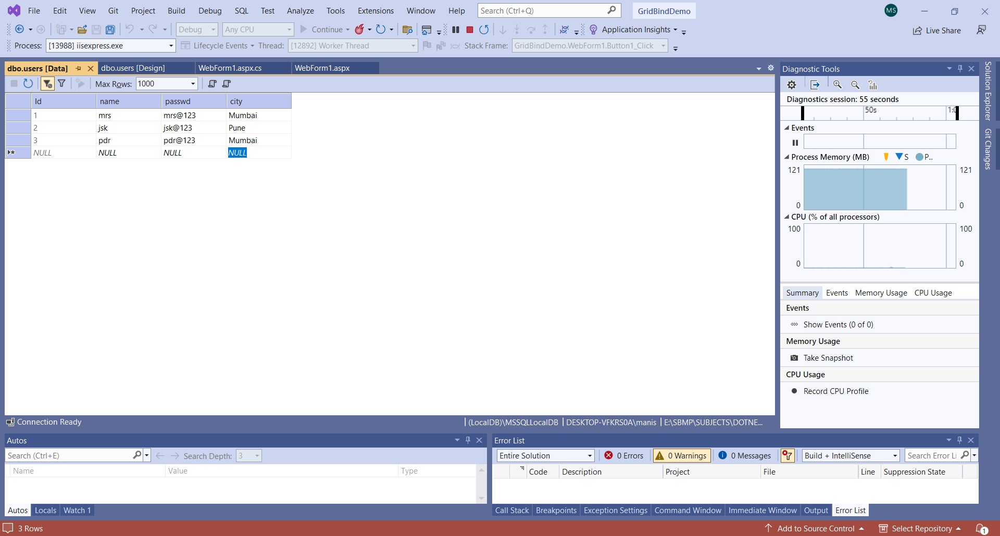 File Edit View Git Project Build Debug SQL Test Analyze Tools Extensions Window Help Search (Ctrl+Q) GridBindDemo MS
Debug Any CPU Continue Application Insights Live Share
Process: [13988] iisexpress.exe Lifecycle Events Thread: [12892] Worker Thread Stack Frame: GridBindDemo.WebForm1.Button1_Click
dbo.users [Data] dbo.users [Design] WebForm1.aspx.cs WebForm1.aspx
Max Rows: 1000
Id name passwd city
1 mrs mrs@123 Mumbai
2 jsk jsk@123 Pune
3 pdr pdr@123 Mumbai
NULL NULL NULL NULL
Connection Ready (LocalDB)\MSSQLLocalDB DESKTOP-VFKRS0A\manis E:\SBMP\SUBJECTS\DOTNE...
Diagnostic Tools
Diagnostics session: 55 seconds
50s
Events
Process Memory (MB) S P..
121 121
0 0
CPU (% of all processors)
100 100
0 0
Summary Events Memory Usage CPU Usage
Events
Show Events (0 of 0)
Memory Usage
Take Snapshot
CPU Usage
Record CPU Profile
Solution Explorer
Git Changes
Autos
Search (Ctrl+E) Search Depth: 3
Name Value Type
Autos Locals Watch 1
Error List
Entire Solution 0 Errors 0 Warnings 0 Messages Build + IntelliSense Search Error Li
Code Description Project File Line Suppression State
Call Stack Breakpoints Exception Settings Command Window Immediate Window Output Error List
3 Rows Add to Source Control Select Repository 1